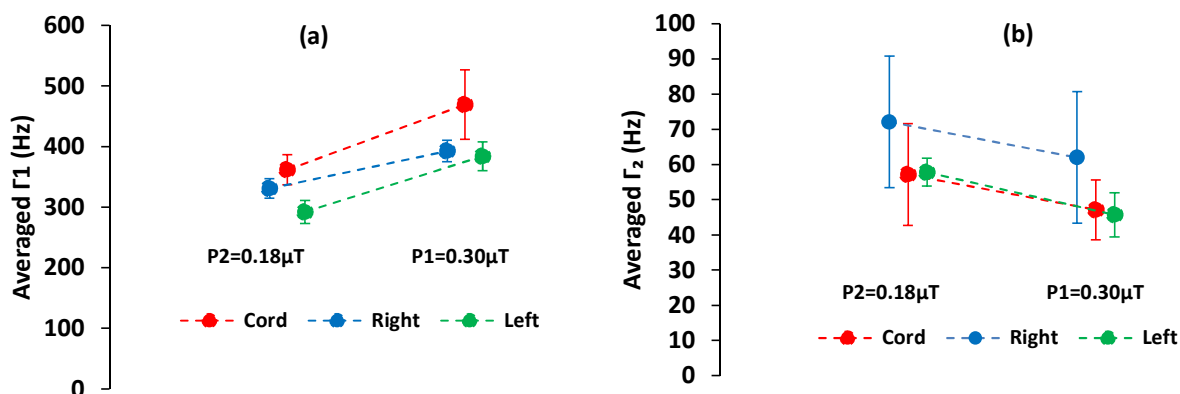 (a)
Averaged Γ1 (Hz)
600
500
400
300
200
100
0
P2=0.18µT P1=0.30µT
Cord Right Left
(b)
Averaged Γ₂ (Hz)
100
90
80
70
60
50
40
30
20
10
0
P2=0.18µT P1=0.30µT
Cord Right Left